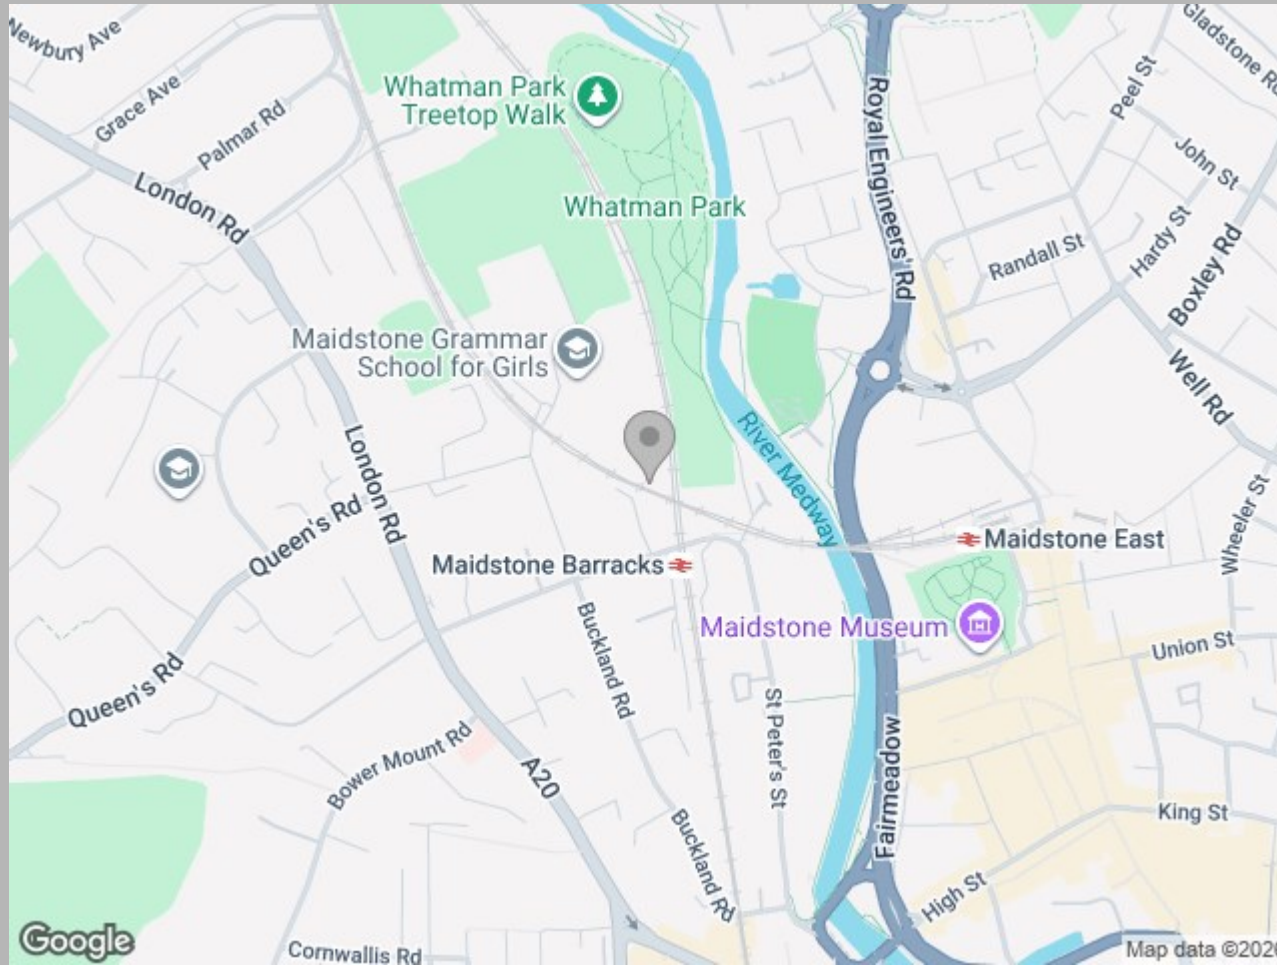 Newbury Ave
Grace Ave
Palmar Rd
London Rd
Whatman Park
Treetop Walk
Whatman Park
Royal Engineers' Rd
Peel St
Gladstone Rd
John St
Hardy St
Randall St
Boxley Rd
Well Rd
Maidstone Grammar
School for Girls
London Rd
Queen's Rd
River Medway
Wheeler St
Maidstone East
Maidstone Barracks
Maidstone Museum
Union St
Buckland Rd
Queen's Rd
Bower Mount Rd
A20
St Peter's St
Fairmeadow
King St
Buckland Rd
High St
Cornwallis Rd
Google
Map data ©2026